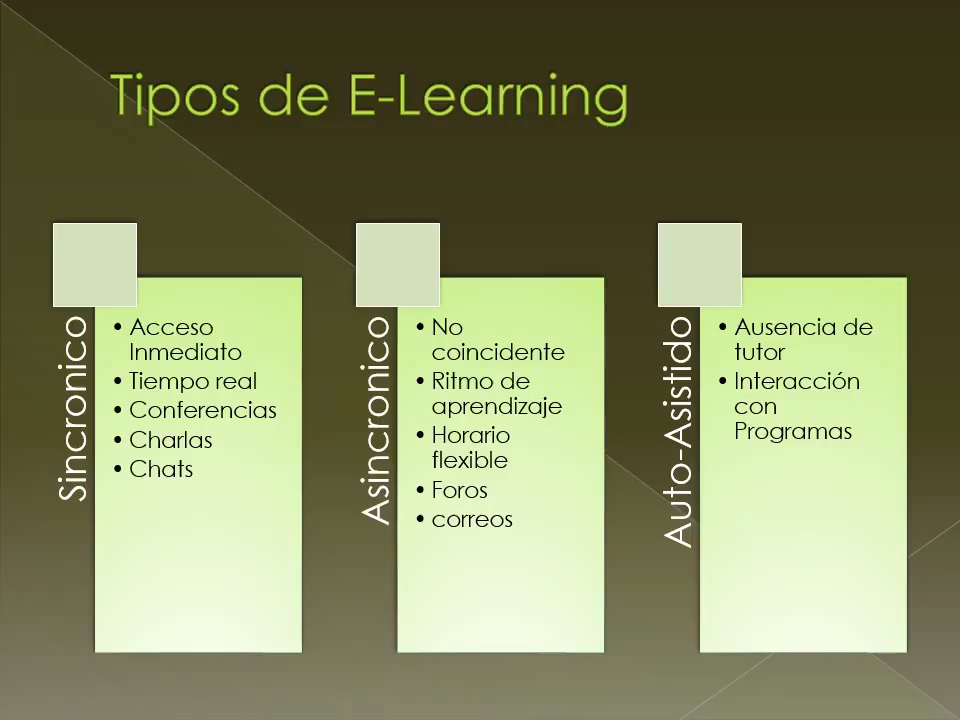 Tipos de E-Learning
Sincronico
• Acceso
Inmediato
• Tiempo real
• Conferencias
• Charlas
• Chats
Asincronico
• No
coincidente
• Ritmo de
aprendizaje
• Horario
flexible
• Foros
• correos
Auto-Asistido
• Ausencia de
tutor
• Interacción
con
Programas